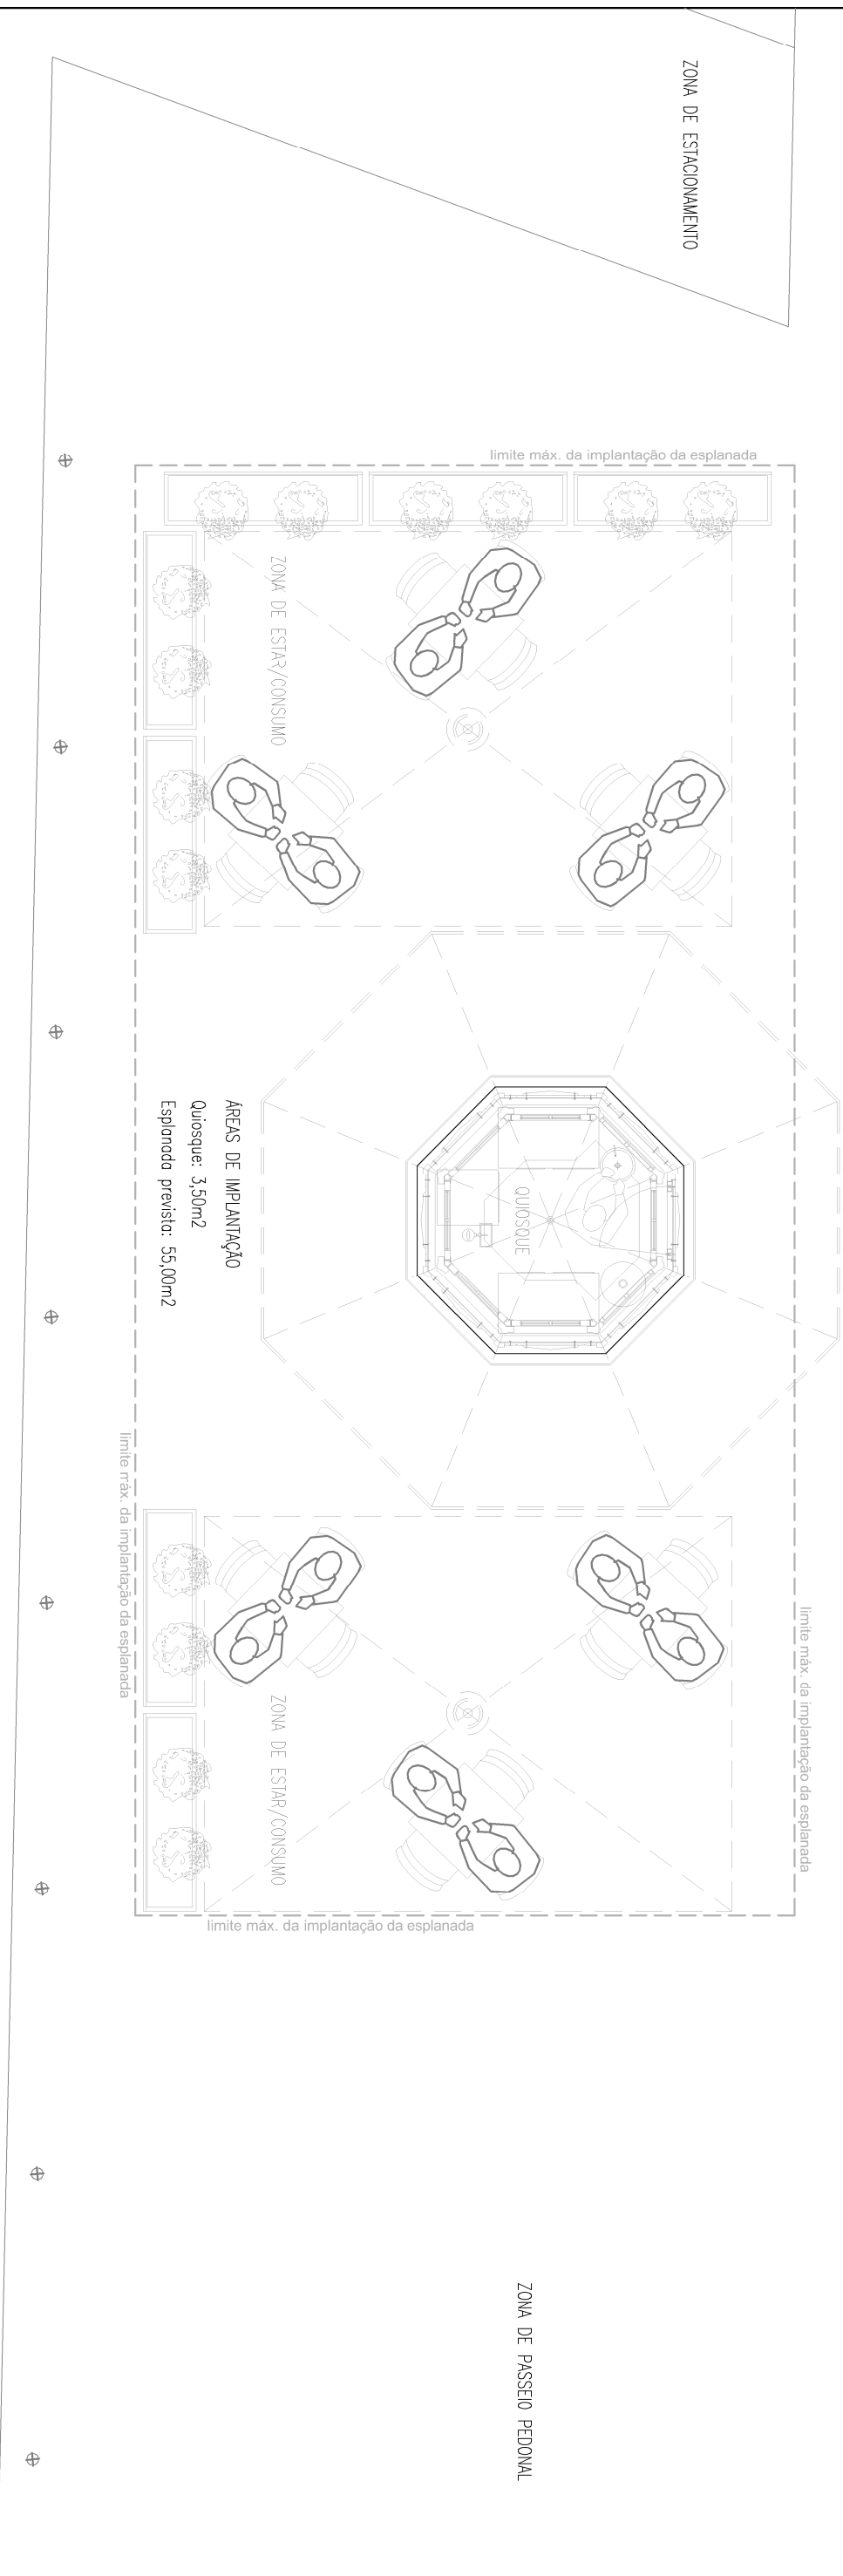 ZONA DE ESTACIONAMENTO
limite máx. da implantação da esplanada
ZONA DE ESTAR/CONSUMO
QUIOSQUE
ÁREAS DE IMPLANTAÇÃO
Quiosque: 3,50m2
Esplanada prevista: 55,00m2
limite máx. da implantação da esplanada
limite máx. da implantação da esplanada
ZONA DE ESTAR/CONSUMO
limite máx. da implantação da esplanada
ZONA DE PASSEIO PEDONAL